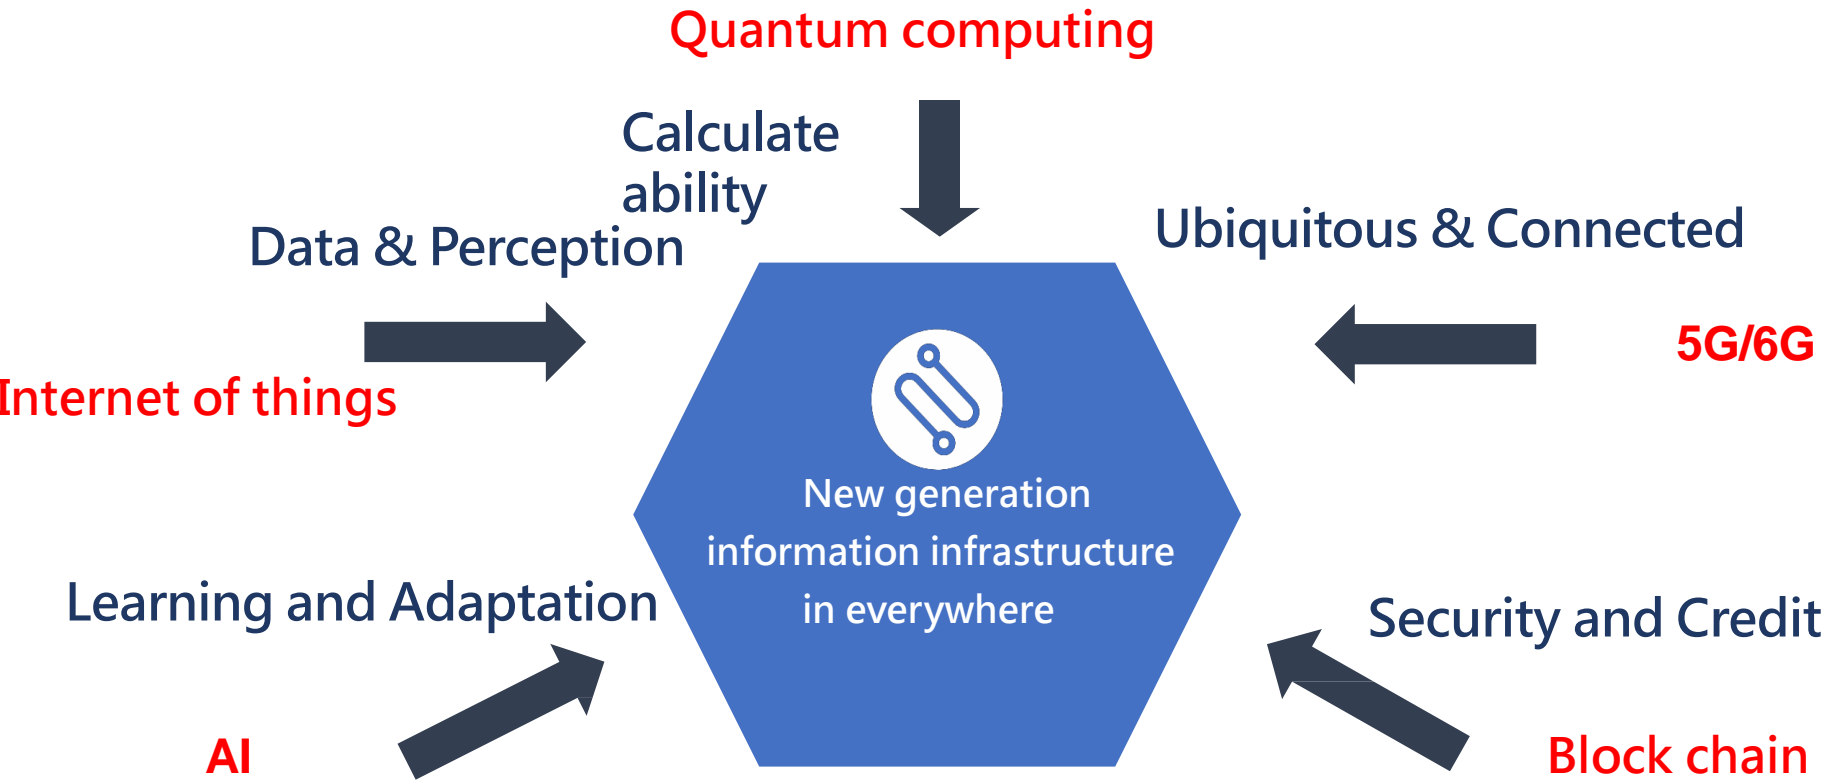 Quantum computing
Calculate
ability
Data & Perception
Ubiquitous & Connected
5G/6G
Internet of things
New generation
information infrastructure
in everywhere
Learning and Adaptation
Security and Credit
AI
Block chain